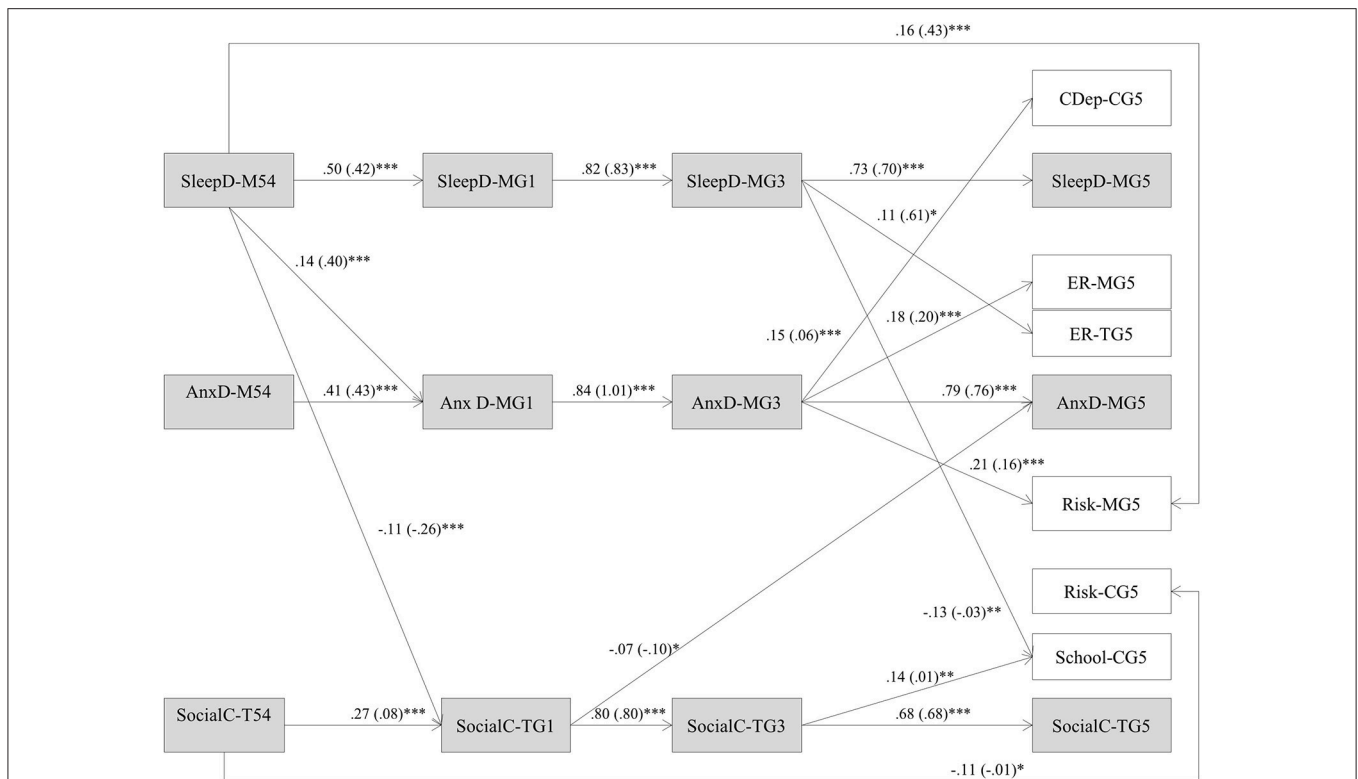 .16 (.43)***
CDep-CG5
SleepD-M54
.50 (.42)***
SleepD-MG1
.82 (.83)***
SleepD-MG3
.73 (.70)***
SleepD-MG5
.11 (.61)*
.14 (.40)***
ER-MG5
.18 (.20)***
.15 (.06)***
ER-TG5
AnxD-M54
.41 (.43)***
Anx D-MG1
.84 (1.01)***
AnxD-MG3
.79 (.76)***
AnxD-MG5
.21 (.16)***
Risk-MG5
-.11 (-.26)***
Risk-CG5
-.13 (-.03)**
-.07 (-.10)*
School-CG5
.14 (.01)**
SocialC-T54
.27 (.08)***
SocialC-TG1
.80 (.80)***
SocialC-TG3
.68 (.68)***
SocialC-TG5
-.11 (-.01)*